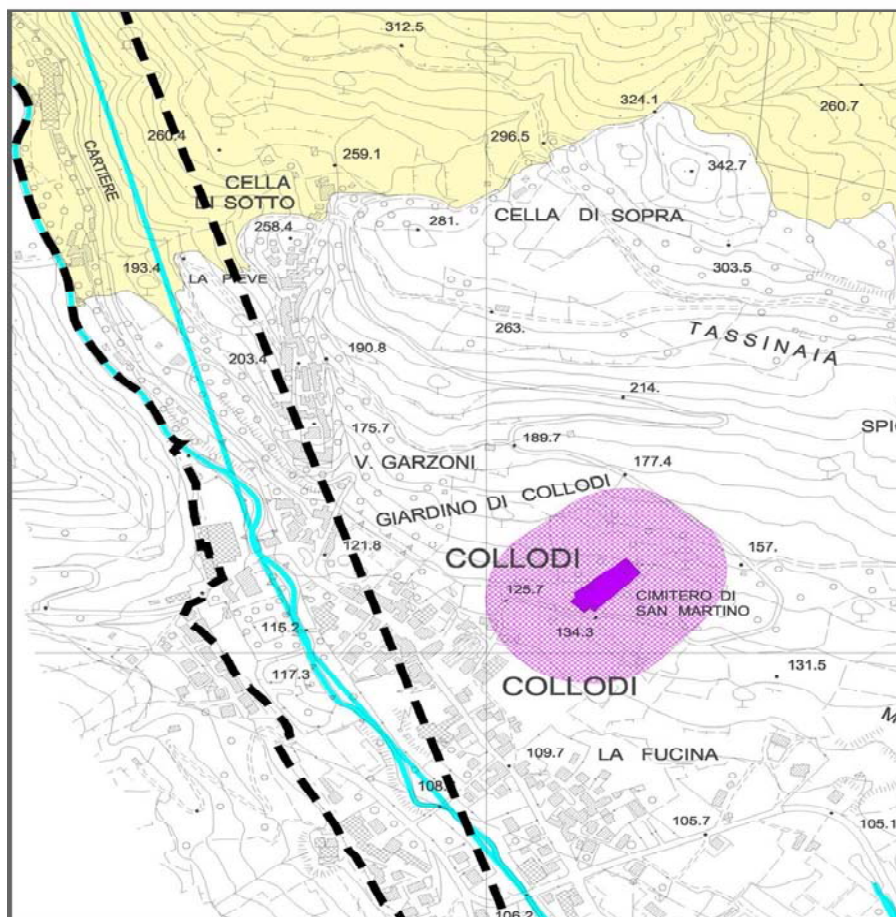 312.5
324.1
260.7
260.4
CARTIERE
296.5
259.1
342.7
CELLA
DI SOTTO
CELLA DI SOPRA
258.4
281.
303.5
193.4
LA PIEVE
263.
TASSINAIA
203.4
190.8
214.
175.7
189.7
SPI
V. GARZONI
177.4
GIARDINO DI COLLODI
121.8
COLLODI
157.
125.7
CIMITERO DI
SAN MARTINO
115.2
134.3
117.3
131.5
COLLODI
M
LA FUCINA
109.7
108.
105.7
105.1
106.2